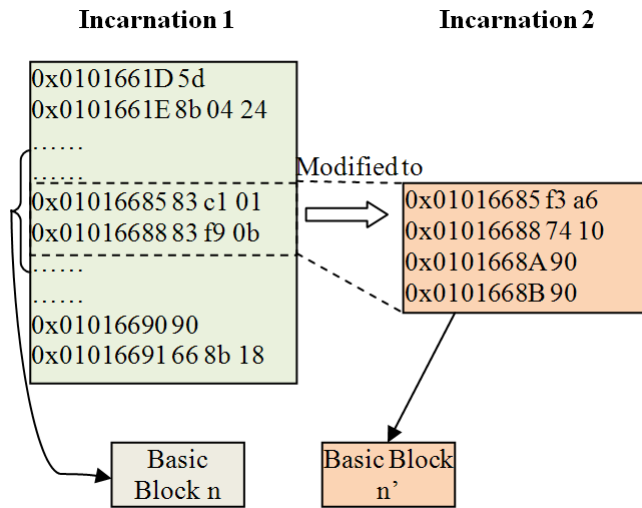 Incarnation 1
Incarnation 2
0x0101661D 5d
0x0101661E 8b 04 24
......
......
Modified to
0x01016685 83 c1 01
0x01016688 83 f9 0b
......
......
0x01016690 90
0x01016691 66 8b 18
0x01016685 f3 a6
0x01016688 74 10
0x0101668A 90
0x0101668B 90
Basic
Block n
Basic Block
n’